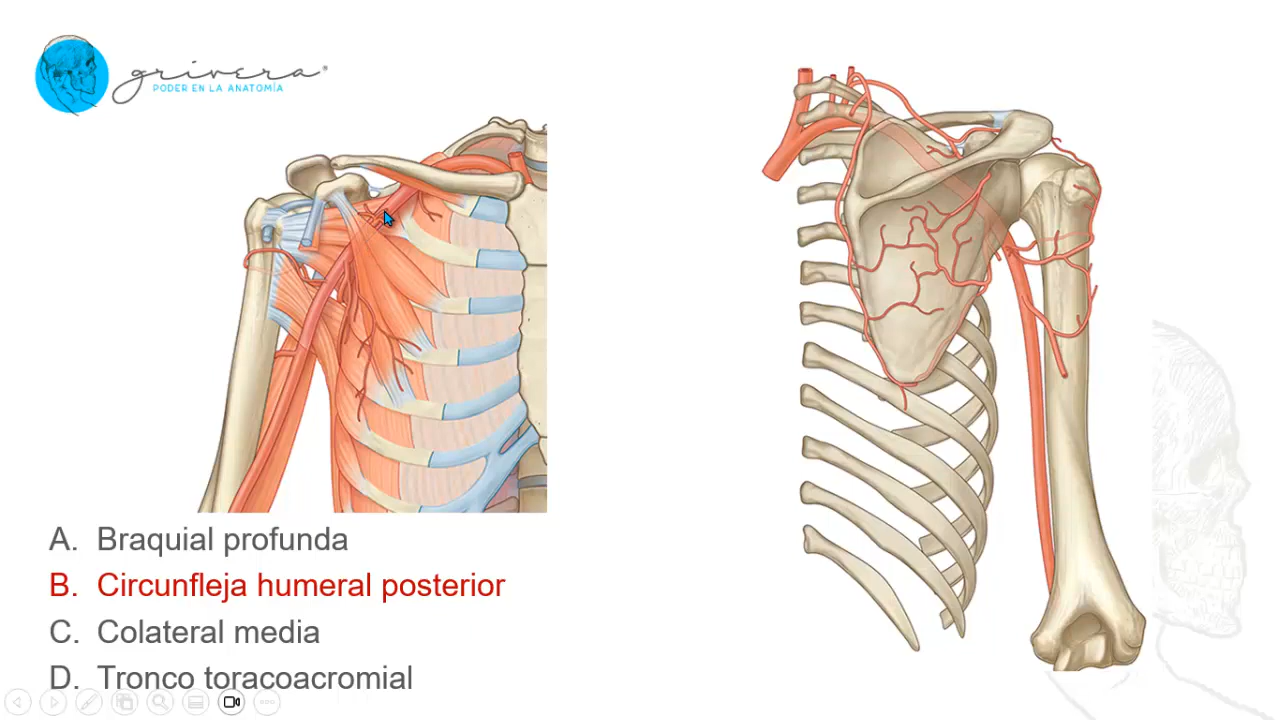 grivera®
PODER EN LA ANATOMÍA
A. Braquial profunda
B. Circunfleja humeral posterior
C. Colateral media
D. Tronco toracoacromial